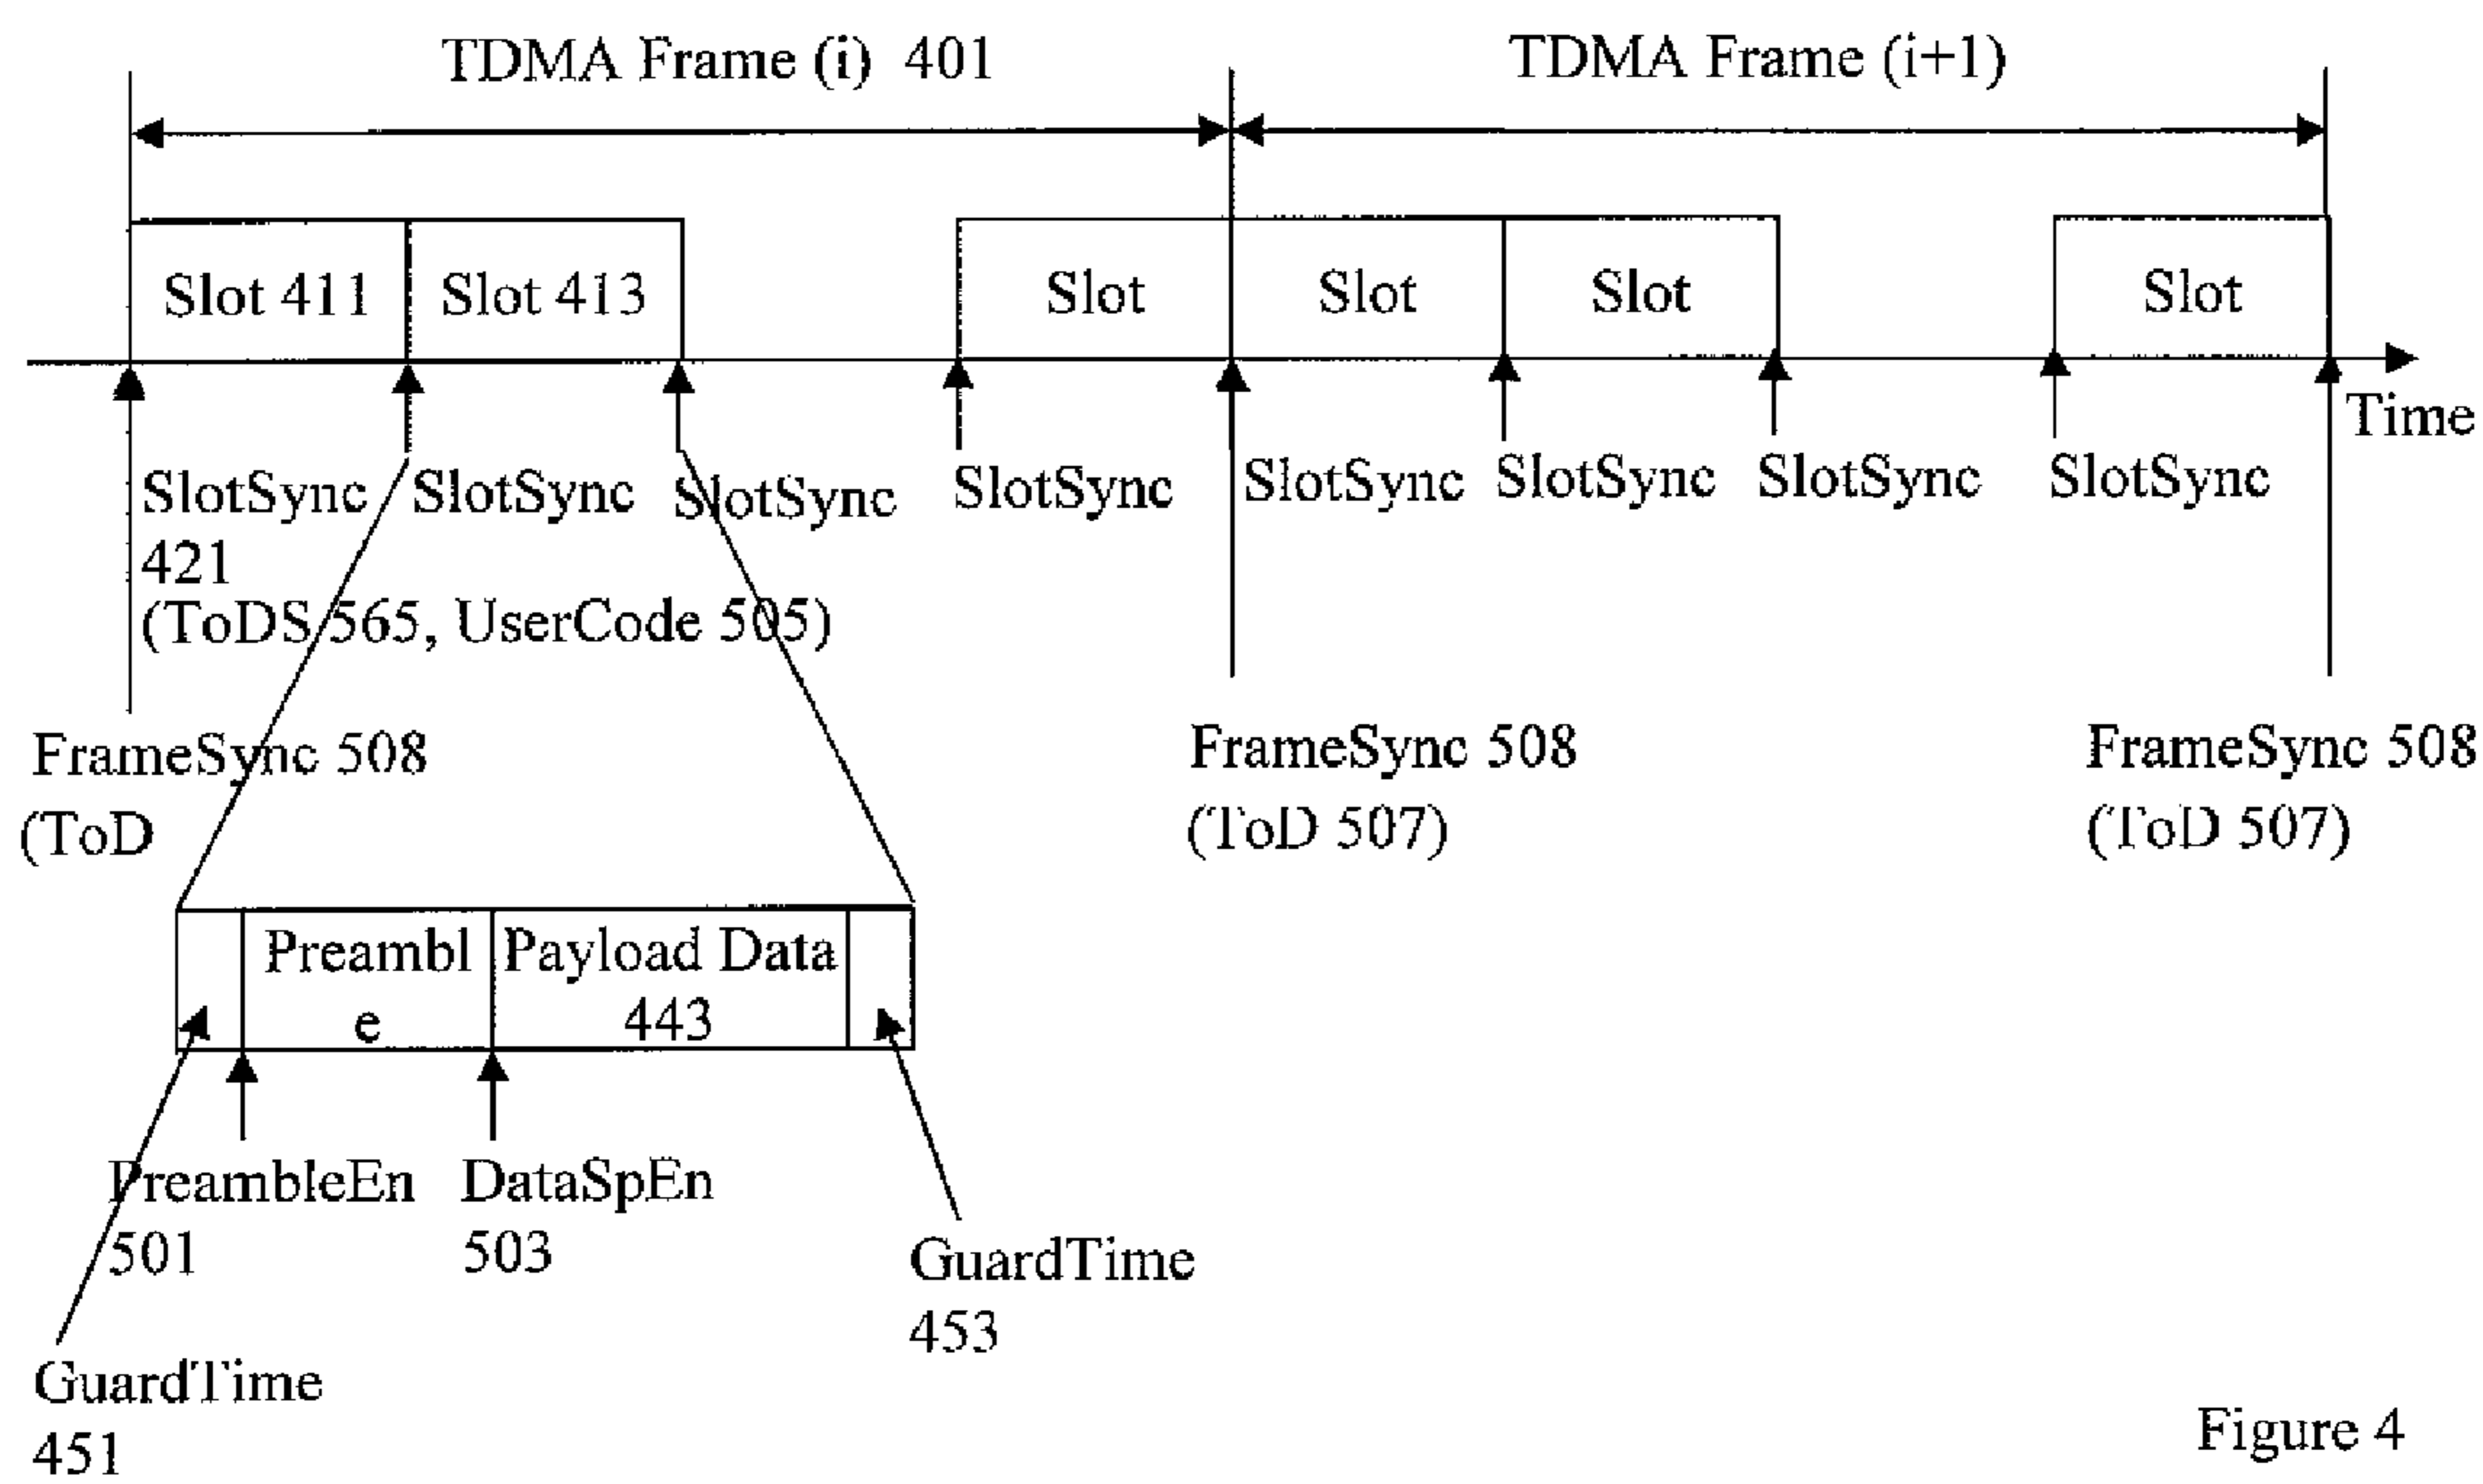 TDMA Frame (i) 401
TDMA Frame (i+1)
Slot 411
Slot 413
Slot
Slot
Slot
Slot
Time
SlotSync
421
(ToDS 565, UserCode 505)
SlotSync
SlotSync
SlotSync
SlotSync
SlotSync
SlotSync
SlotSync
FrameSync 508
(ToD
FrameSync 508
(ToD 507)
FrameSync 508
(ToD 507)
Preambl
e
Payload Data
443
PreambleEn
501
DataSpEn
503
GuardTime
453
GuardTime
451
Figure 4